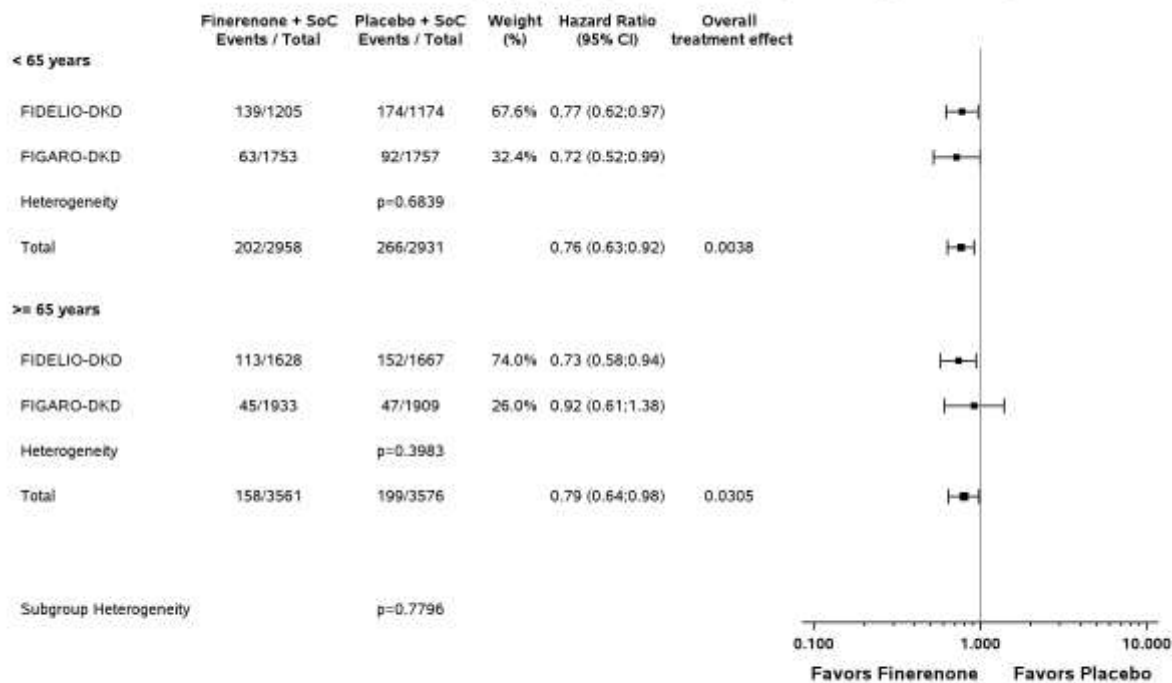 Finerenone + SoC Placebo + SoC Weight Hazard Ratio Overall
Events / Total Events / Total (%) (95% CI) treatment effect
< 65 years
FIDELIO-DKD 139/1205 174/1174 67.6% 0.77 (0.62;0.97)
FIGARO-DKD 63/1753 92/1757 32.4% 0.72 (0.52;0.99)
Heterogeneity p=0.6839
Total 202/2958 266/2931 0.76 (0.63;0.92) 0.0038
>= 65 years
FIDELIO-DKD 113/1628 152/1667 74.0% 0.73 (0.58;0.94)
FIGARO-DKD 45/1933 47/1909 26.0% 0.92 (0.61;1.38)
Heterogeneity p=0.3983
Total 158/3561 199/3576 0.79 (0.64;0.98) 0.0305
Subgroup Heterogeneity p=0.7796
0.100 1.000 10.000
Favors Finerenone Favors Placebo